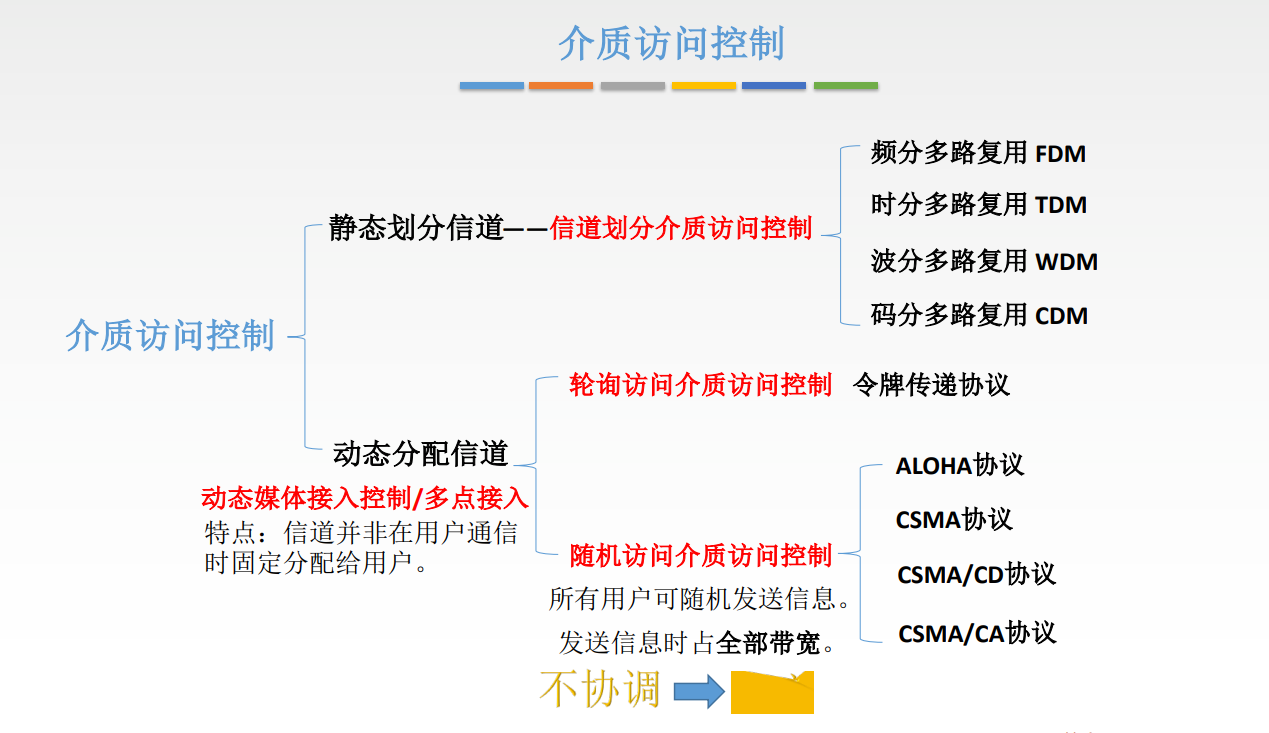 介质访问控制
频分多路复用 FDM
时分多路复用 TDM
静态划分信道——信道划分介质访问控制
波分多路复用 WDM
码分多路复用 CDM
介质访问控制
轮询访问介质访问控制 令牌传递协议
动态分配信道
ALOHA协议
动态媒体接入控制/多点接入
CSMA协议
特点：信道并非在用户通信
时固定分配给用户。
随机访问介质访问控制
CSMA/CD协议
所有用户可随机发送信息。
发送信息时占全部带宽。
CSMA/CA协议
不协调